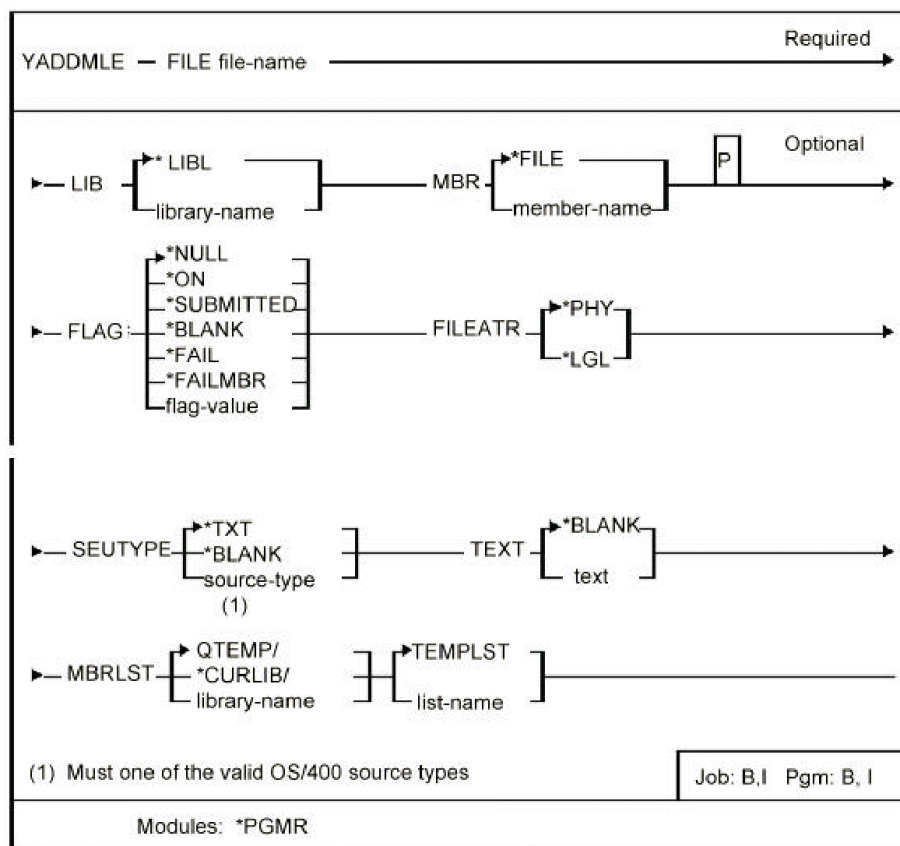 Required
YADDMLE — FILE file-name
Optional
P
LIB
* LIBL
library-name
MBR
*FILE
member-name
FLAG:
*NULL
*ON
*SUBMITTED
*BLANK
*FAIL
*FAILMBR
flag-value
FILEATR
*PHY
*LGL
SEUTYPE
*TXT
*BLANK
source-type
(1)
TEXT
*BLANK
text
MBRLST
QTEMP/
*CURLIB/
library-name
*TEMPLST
list-name
(1) Must one of the valid OS/400 source types
Job: B,I Pgm: B, I
Modules: *PGMR